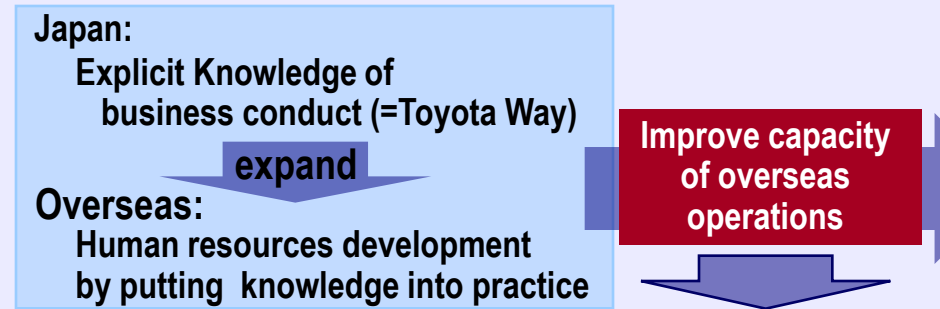 Japan:
Explicit Knowledge of
business conduct (=Toyota Way)
expand
Overseas:
Human resources development
by putting knowledge into practice
Improve capacity
of overseas
operations